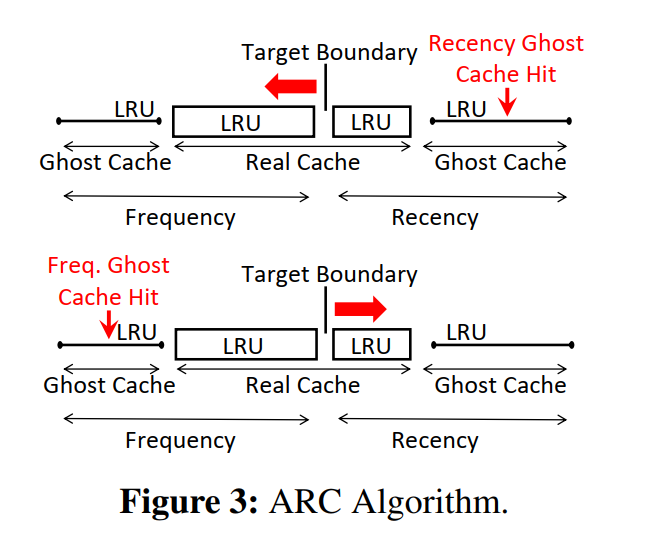 Target Boundary
Recency Ghost
Cache Hit
LRU
LRU
LRU
LRU
Ghost Cache
Real Cache
Ghost Cache
Frequency
Recency
Freq. Ghost
Cache Hit
Target Boundary
LRU
LRU
LRU
LRU
Ghost Cache
Real Cache
Ghost Cache
Frequency
Recency
Figure 3: ARC Algorithm.